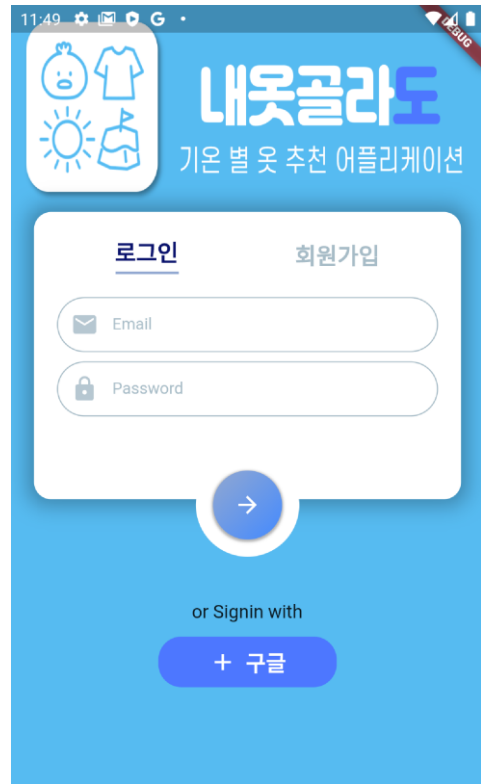 11:49 G
DEBUG
내옷골라도
기온 별 옷 추천 어플리케이션
로그인 회원가입
Email
Password
or Signin with
+ 구글